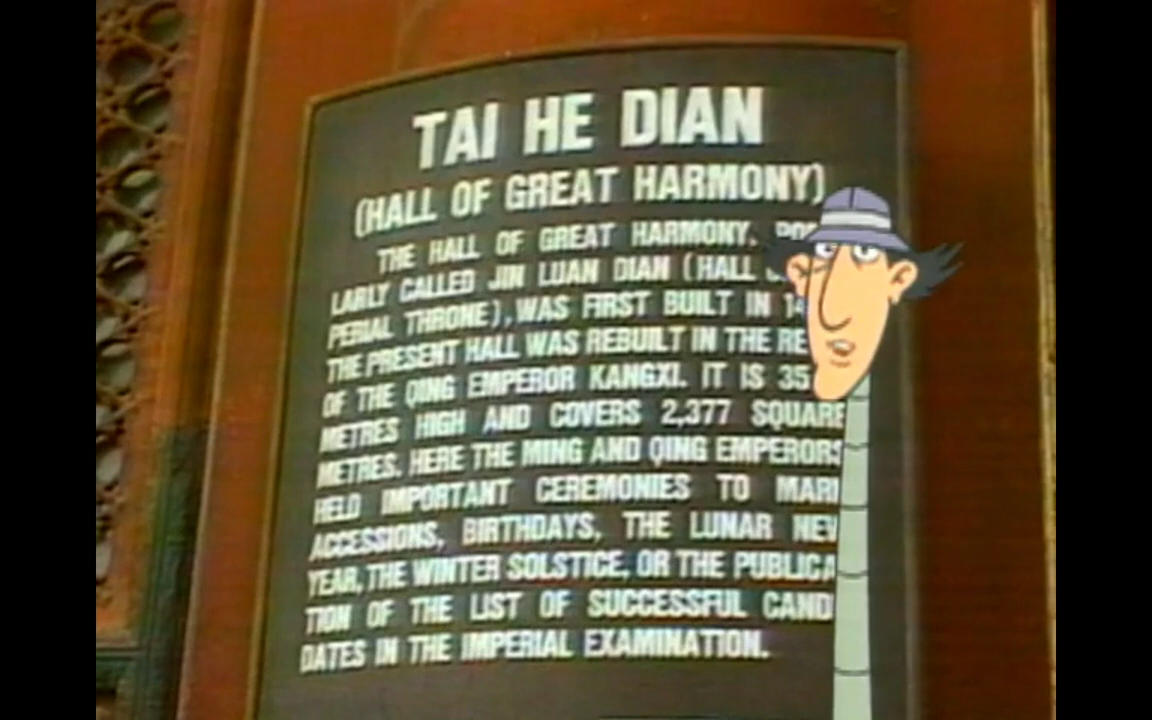 TAI HE DIAN
(HALL OF GREAT HARMONY)
THE HALL OF GREAT HARMONY,
LARLY CALLED JIN LUAN DIAN (HALL
PERIAL THRONE), WAS FIRST BUILT IN
THE PRESENT HALL WAS REBUILT IN THE
OF THE QING EMPEROR KANGXI. IT IS
METRES HIGH AND COVERS 2,377 SQUARE
METRES. HERE THE MING AND QING EMPERORS
HELD IMPORTANT CEREMONIES TO MARK
ACCESSIONS, BIRTHDAYS, THE LUNAR NEW
YEAR, THE WINTER SOLSTICE, OR THE PUBLICA
TION OF THE LIST OF SUCCESSFUL CAND
DATES IN THE IMPERIAL EXAMINATION.